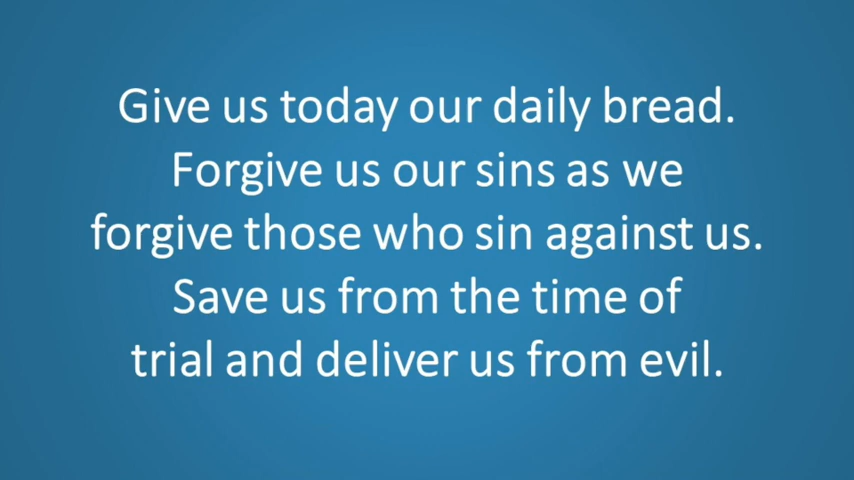 Give us today our daily bread.
Forgive us our sins as we
forgive those who sin against us.
Save us from the time of
trial and deliver us from evil.